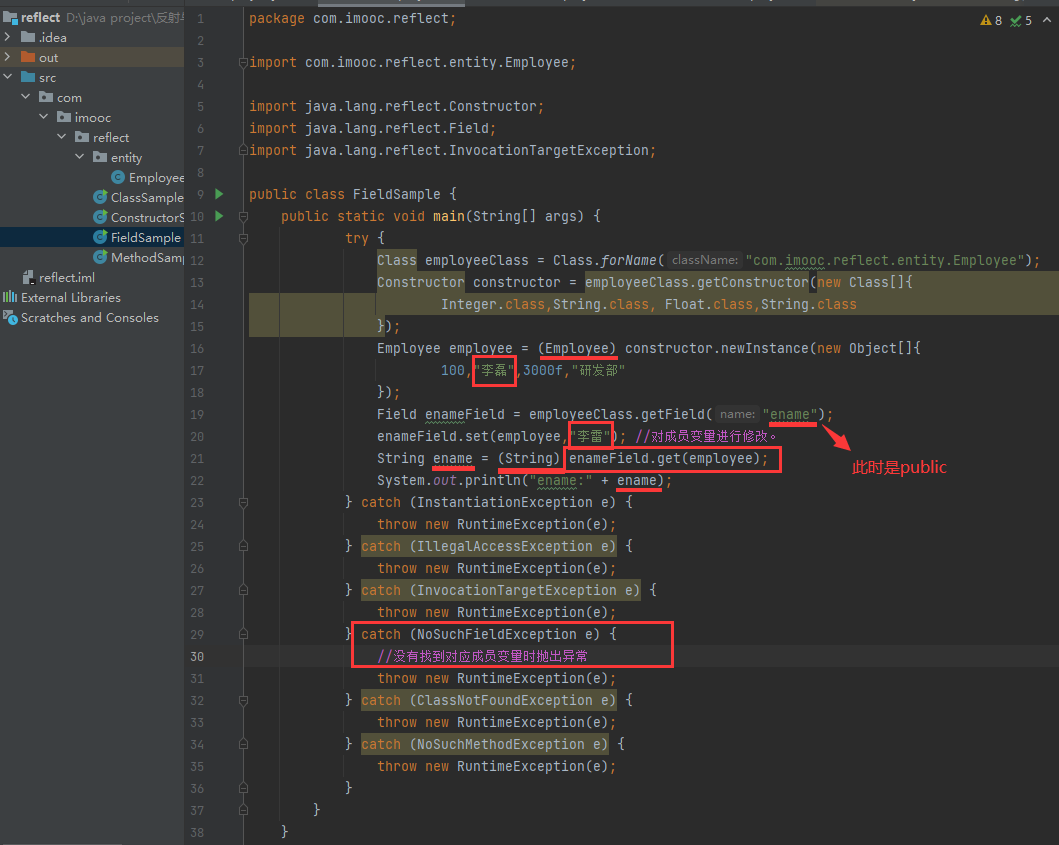 reflect D:\java project\反射与
.idea
out
src
com
imooc
reflect
entity
Employee
ClassSample
ConstructorS
FieldSample
MethodSamp
reflect.iml
External Libraries
Scratches and Consoles
8 5
1 package com.imooc.reflect;
2
3 import com.imooc.reflect.entity.Employee;
4
5 import java.lang.reflect.Constructor;
6 import java.lang.reflect.Field;
7 import java.lang.reflect.InvocationTargetException;
8
9 public class FieldSample {
10 public static void main(String[] args) {
11 try {
12 Class employeeClass = Class.forName( className: "com.imooc.reflect.entity.Employee");
13 Constructor constructor = employeeClass.getConstructor(new Class[]{
14 Integer.class,String.class, Float.class,String.class
15 });
16 Employee employee = (Employee) constructor.newInstance(new Object[]{
17 100,"李磊",3000f,"研发部"
18 });
19 Field enameField = employeeClass.getField( name: "ename");
20 enameField.set(employee,"李雷"); //对成员变量进行修改。
21 String ename = (String) enameField.get(employee);
此时是public
22 System.out.println("ename:" + ename);
23 } catch (InstantiationException e) {
24 throw new RuntimeException(e);
25 } catch (IllegalAccessException e) {
26 throw new RuntimeException(e);
27 } catch (InvocationTargetException e) {
28 throw new RuntimeException(e);
29 } catch (NoSuchFieldException e) {
30 //没有找到对应成员变量时抛出异常
31 throw new RuntimeException(e);
32 } catch (ClassNotFoundException e) {
33 throw new RuntimeException(e);
34 } catch (NoSuchMethodException e) {
35 throw new RuntimeException(e);
36 }
37 }
38 }